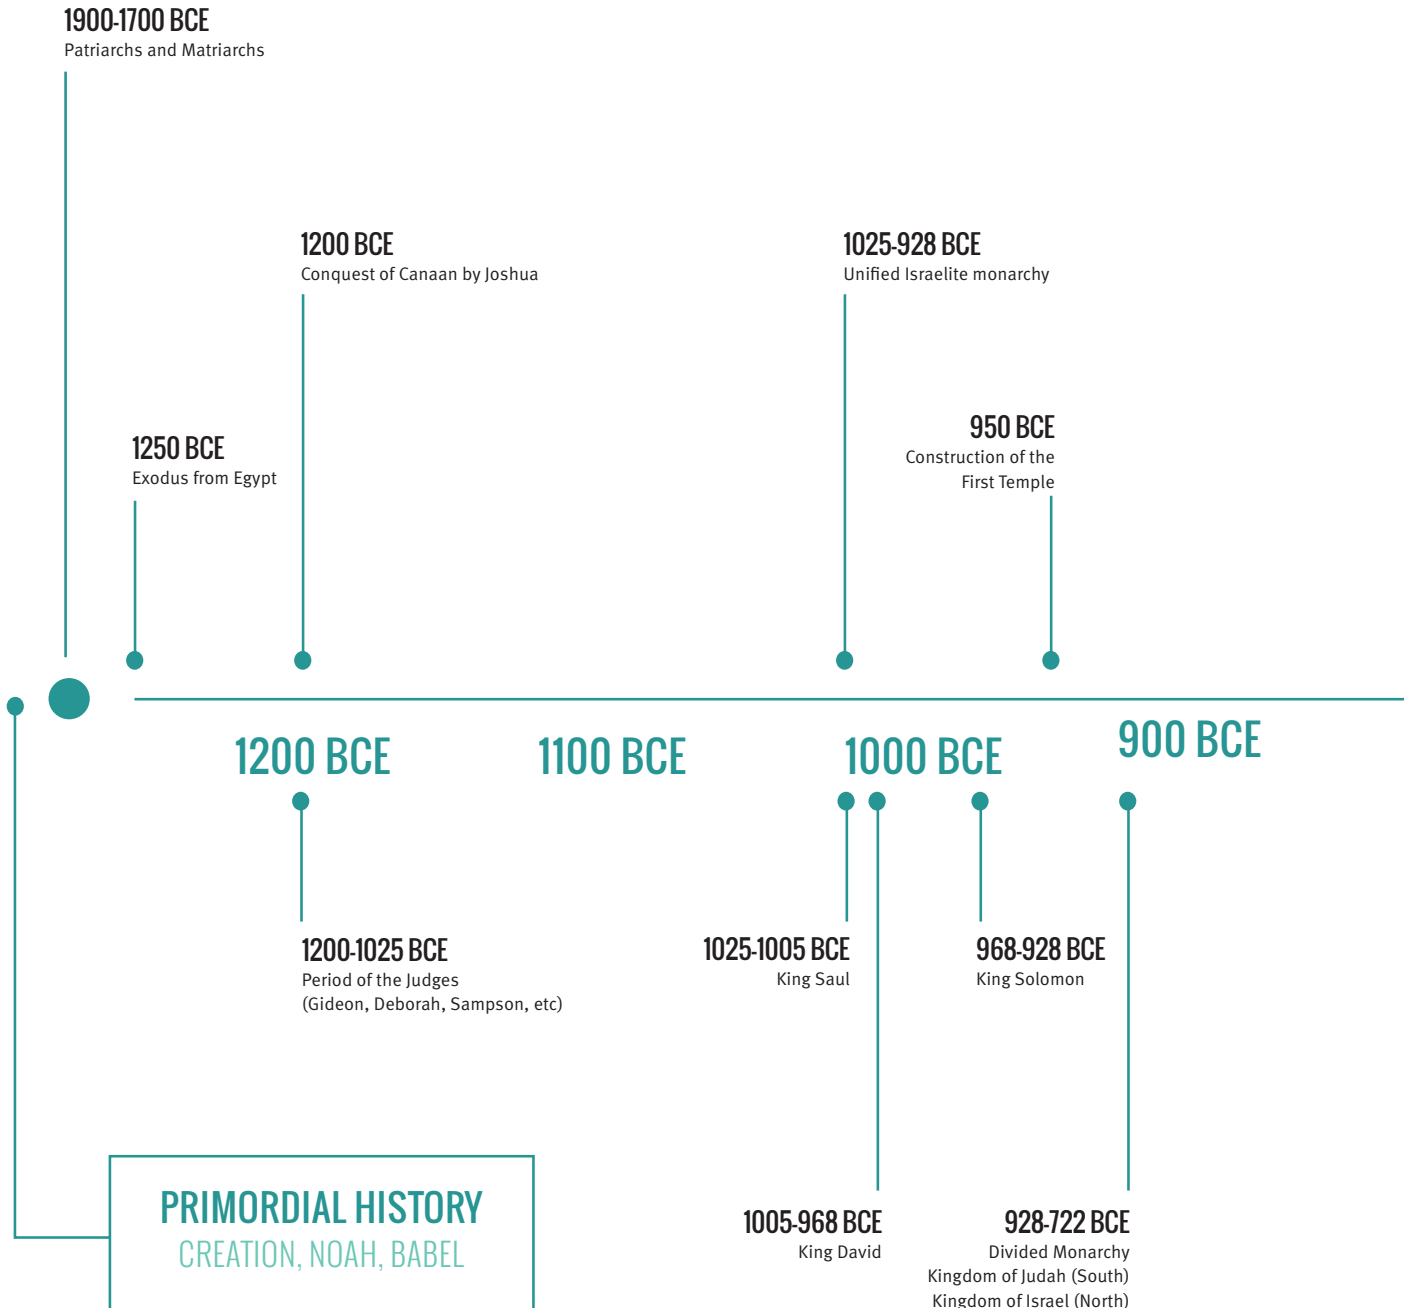 1900-1700 BCE
Patriarchs and Matriarchs
1200 BCE
Conquest of Canaan by Joshua
1025-928 BCE
Unified Israelite monarchy
1250 BCE
Exodus from Egypt
950 BCE
Construction of the
First Temple
1200 BCE
1100 BCE
1000 BCE
900 BCE
1200-1025 BCE
Period of the Judges
(Gideon, Deborah, Sampson, etc)
1025-1005 BCE
King Saul
968-928 BCE
King Solomon
PRIMORDIAL HISTORY
CREATION, NOAH, BABEL
1005-968 BCE
King David
928-722 BCE
Divided Monarchy
Kingdom of Judah (South)
Kingdom of Israel (North)